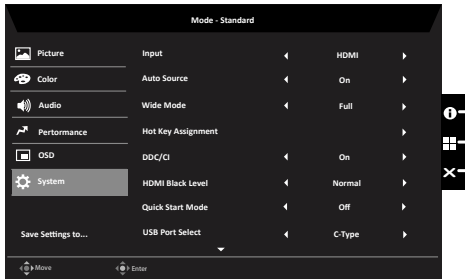 Mode - Standard
Picture
Input
HDMI
Color
Auto Source
On
Audio
Wide Mode
Full
Pertormance
Hot Key Assignment
OSD
DDC/CI
On
System
HDMI Black Level
Normal
Quick Start Mode
Off
Save Settings to...
USB Port Select
C-Type
Move
Enter